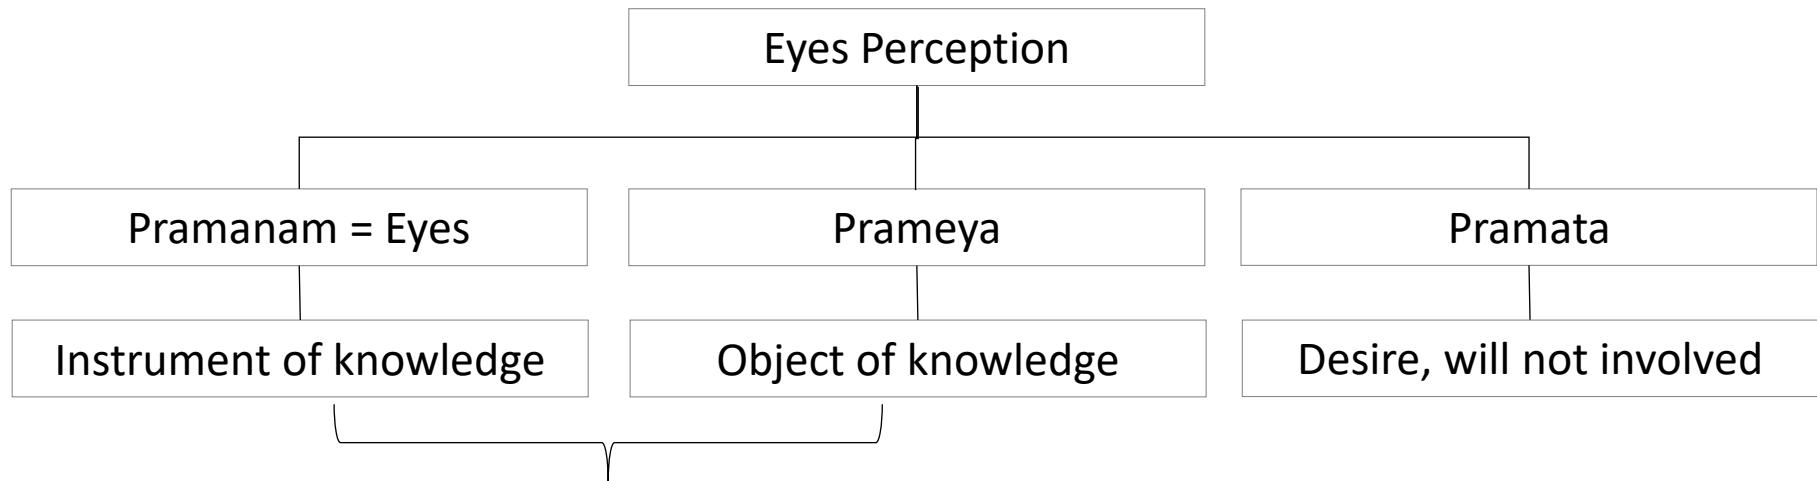 Eyes Perception
Pramanam = Eyes
Prameya
Pramata
Instrument of knowledge
Object of knowledge
Desire, will not involved